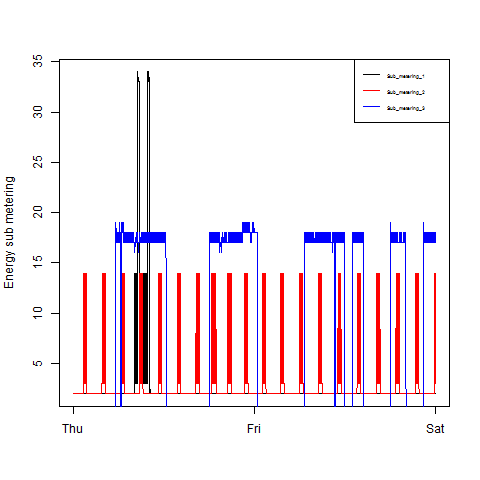 Sub_metering_1
Sub_metering_2
Sub_metering_3
Energy sub metering
35
30
25
20
15
10
5
Thu Fri Sat